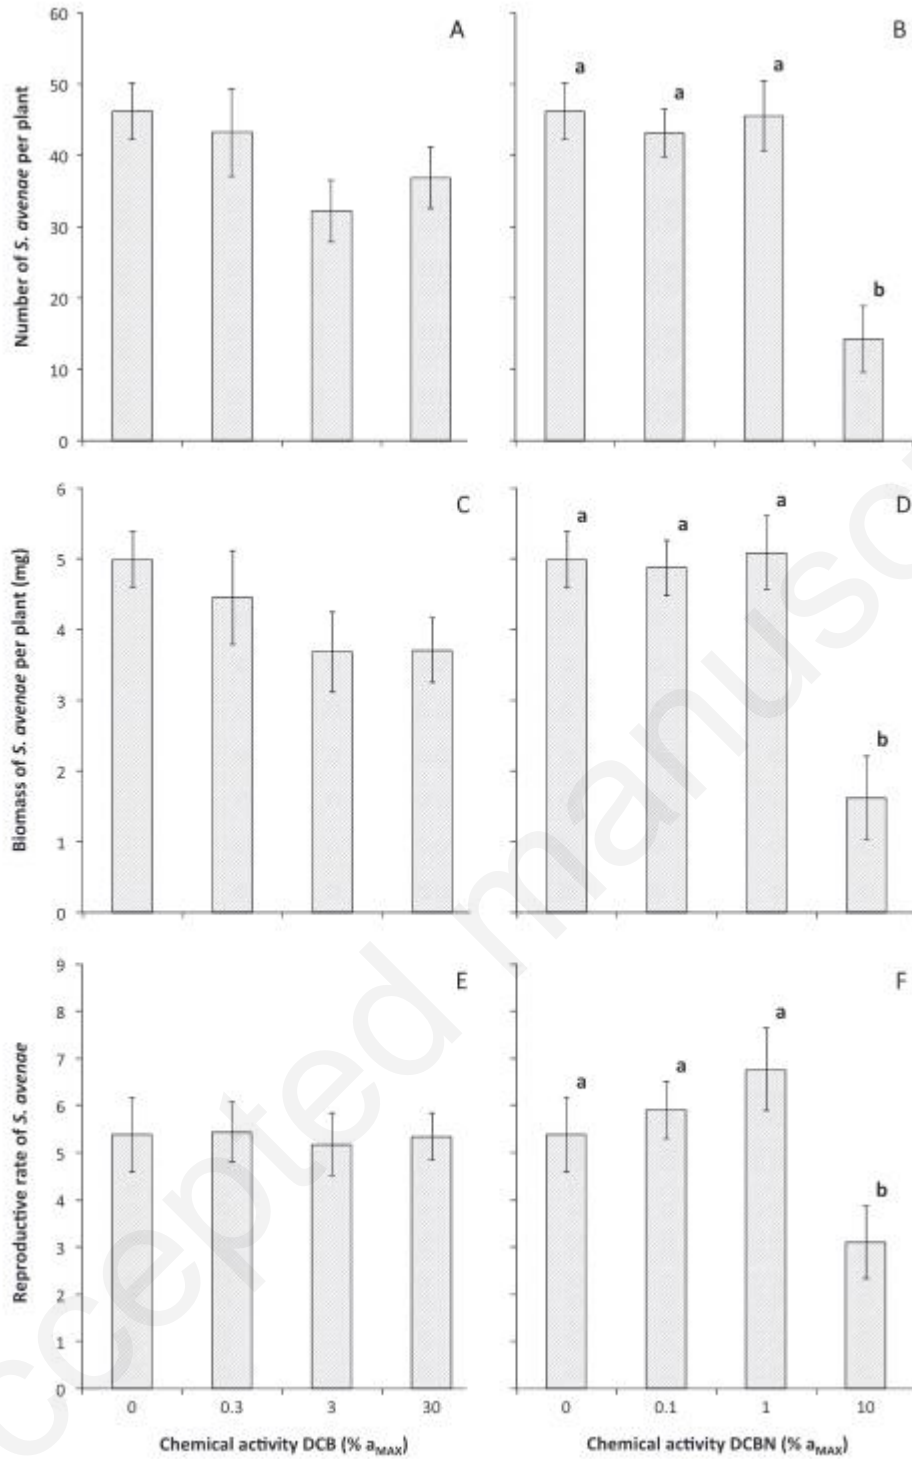 60
50
40
30
20
10
0
Number of S. avenae per plant
A
B
a
a
a
b
6
5
4
3
2
1
0
Biomass of S. avenae per plant (mg)
C
D
a
a
a
b
9
8
7
6
5
4
3
2
1
0
Reproductive rate of S. avenae
E
F
a
a
a
b
0 0.3 3 30
0 0.1 1 10
Chemical activity DCB (% aMAX)
Chemical activity DCBN (% aMAX)
ccepted manusc